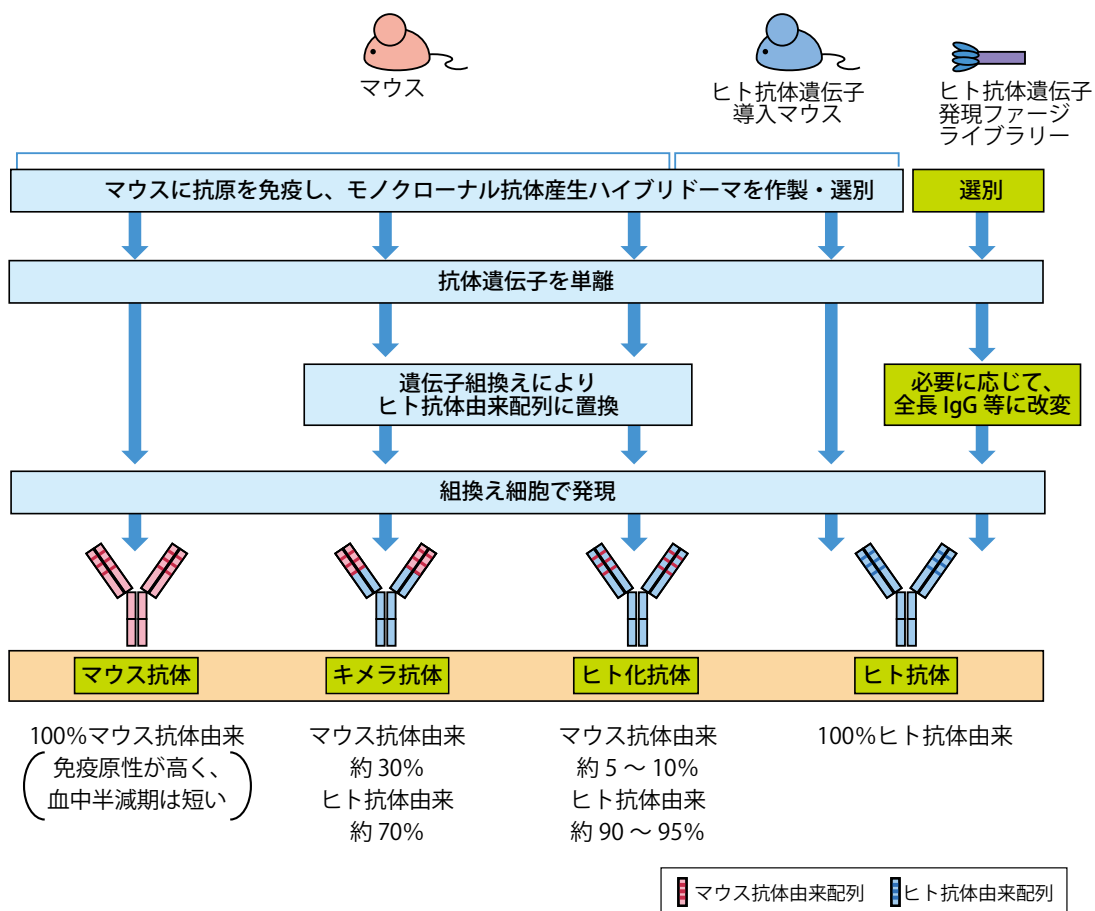 マウス
ヒト抗体遺伝子
導入マウス
ヒト抗体遺伝子
発現ファージ
ライブラリー
マウスに抗原を免疫し、モノクローナル抗体産生ハイブリドーマを作製・選別
選別
抗体遺伝子を単離
遺伝子組換えにより
ヒト抗体由来配列に置換
必要に応じて、
全長 IgG 等に改変
組換え細胞で発現
マウス抗体
キメラ抗体
ヒト化抗体
ヒト抗体
100%マウス抗体由来
免疫原性が高く、
血中半減期は短い
マウス抗体由来
約 30%
ヒト抗体由来
約 70%
マウス抗体由来
約 5 ~ 10%
ヒト抗体由来
約 90 ~ 95%
100%ヒト抗体由来
マウス抗体由来配列
ヒト抗体由来配列